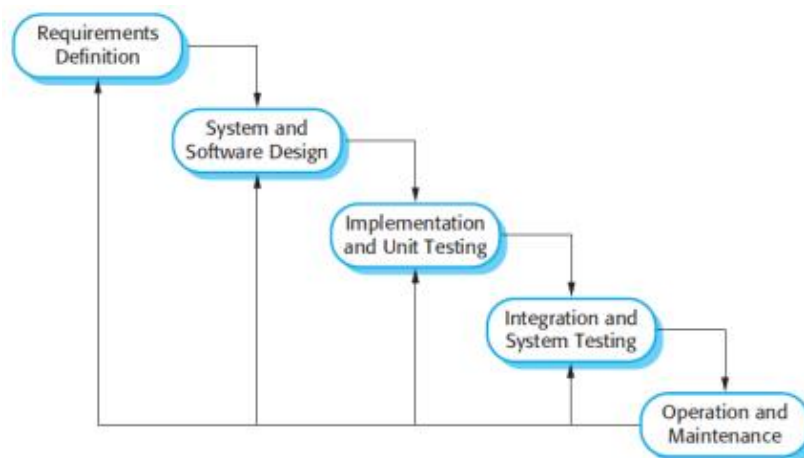 Requirements
Definition
System and
Software Design
Implementation
and Unit Testing
Integration and
System Testing
Operation and
Maintenance